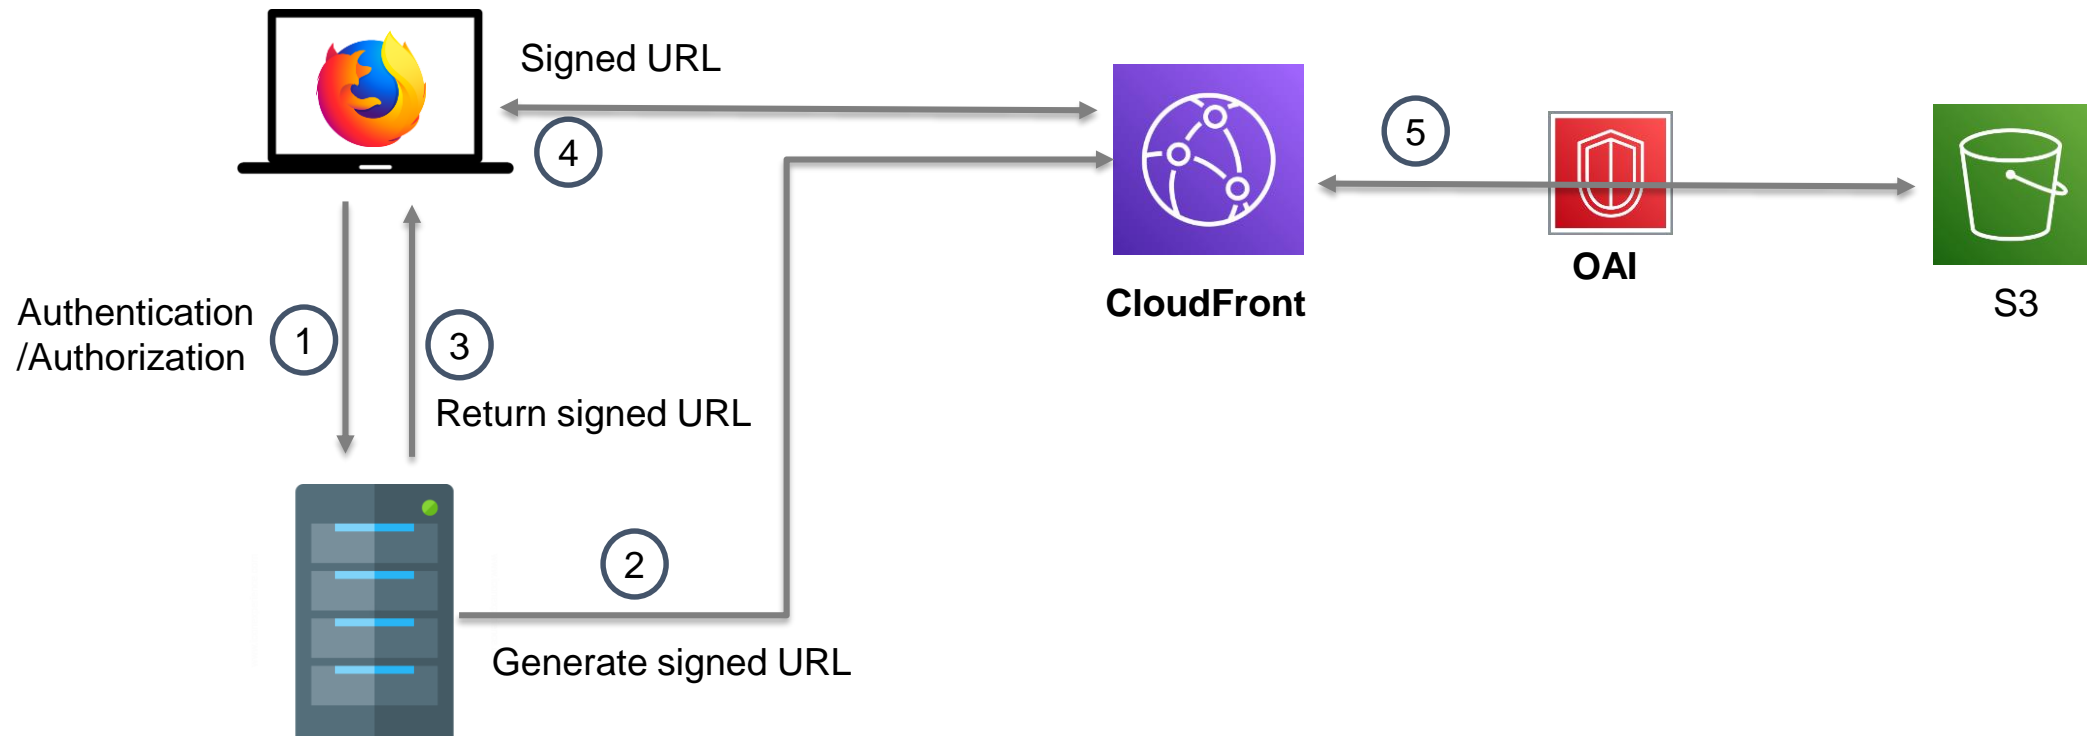 Signed URL
4
5
OAI
CloudFront
S3
Authentication
/Authorization
1
3
Return signed URL
2
Generate signed URL